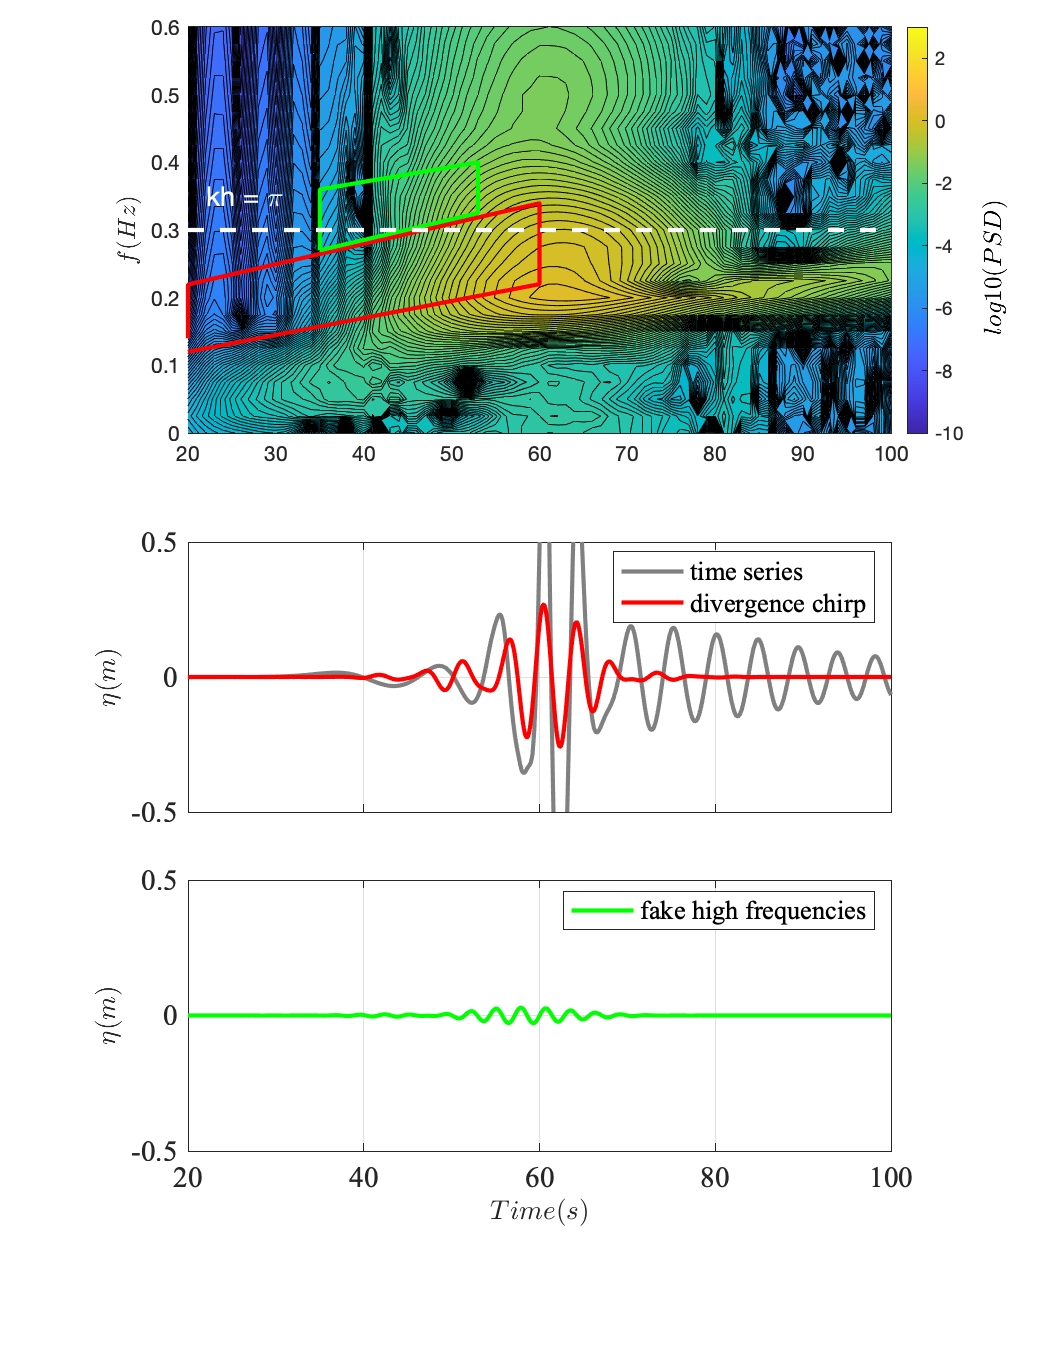 0.6
0.5
0.4
0.3
0.2
0.1
0
f(Hz)
kh = π
20 30 40 50 60 70 80 90 100
2
0
-2
-4
-6
-8
-10
log10(PSD)
0.5
0
-0.5
η(m)
time series
divergence chirp
0.5
0
-0.5
η(m)
fake high frequencies
20 40 60 80 100
Time(s)